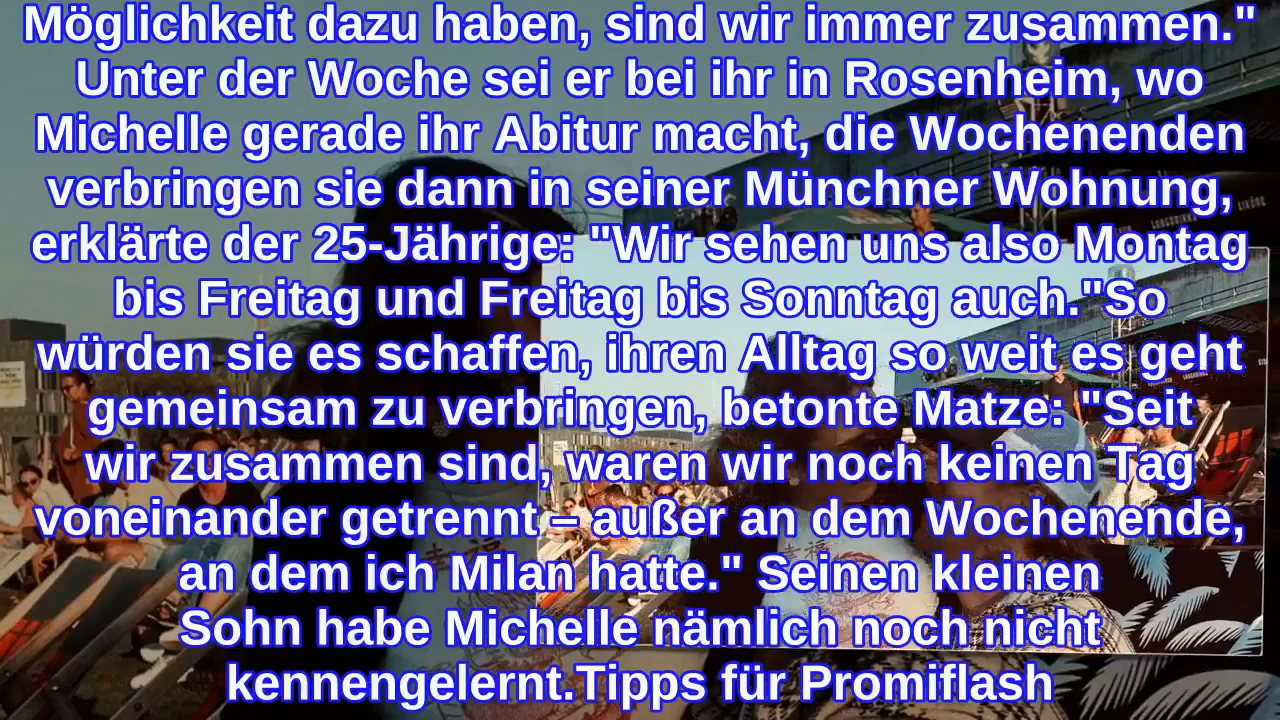 Möglichkeit dazu haben, sind wir immer zusammen."
Unter der Woche sei er bei ihr in Rosenheim, wo
Michelle gerade ihr Abitur macht, die Wochenenden
verbringen sie dann in seiner Münchner Wohnung,
erklärte der 25-Jährige: "Wir sehen uns also Montag
bis Freitag und Freitag bis Sonntag auch."So
würden sie es schaffen, ihren Alltag so weit es geht
gemeinsam zu verbringen, betonte Matze: "Seit
wir zusammen sind, waren wir noch keinen Tag
voneinander getrennt – außer an dem Wochenende,
an dem ich Milan hatte." Seinen kleinen
Sohn habe Michelle nämlich noch nicht
kennengelernt.Tipps für Promiflash